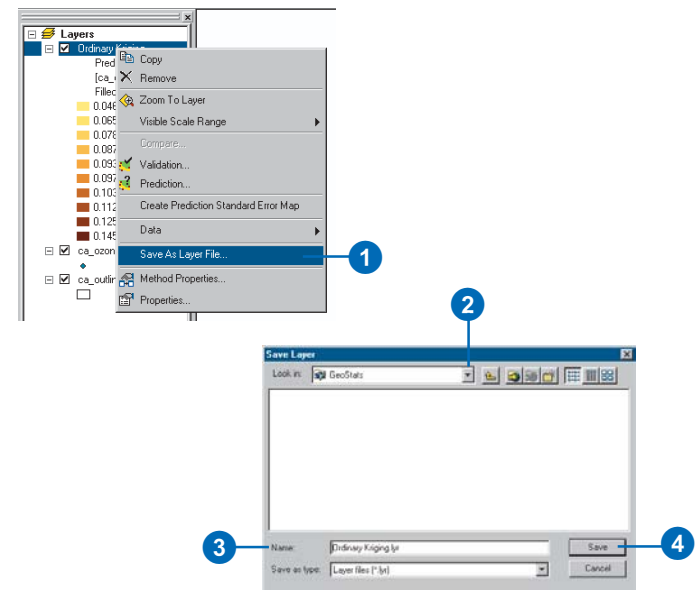 Layers
Ordinary Kriging
Copy
Pred
Remove
[ca_
Filled
Zoom To Layer
0.046
0.065
Visible Scale Range
0.078
Compare...
0.087
0.093
Validation...
0.097
Prediction...
0.103
0.112
Create Prediction Standard Error Map
0.125
Data
0.145
ca_ozon
Save As Layer File...
1
ca_outlin
Method Properties...
Properties...
2
Save Layer
Look in:
GeoStats
3
Name:
Ordinary Kriging.lyr
Save
4
Save as type:
Layer files (*.lyr)
Cancel